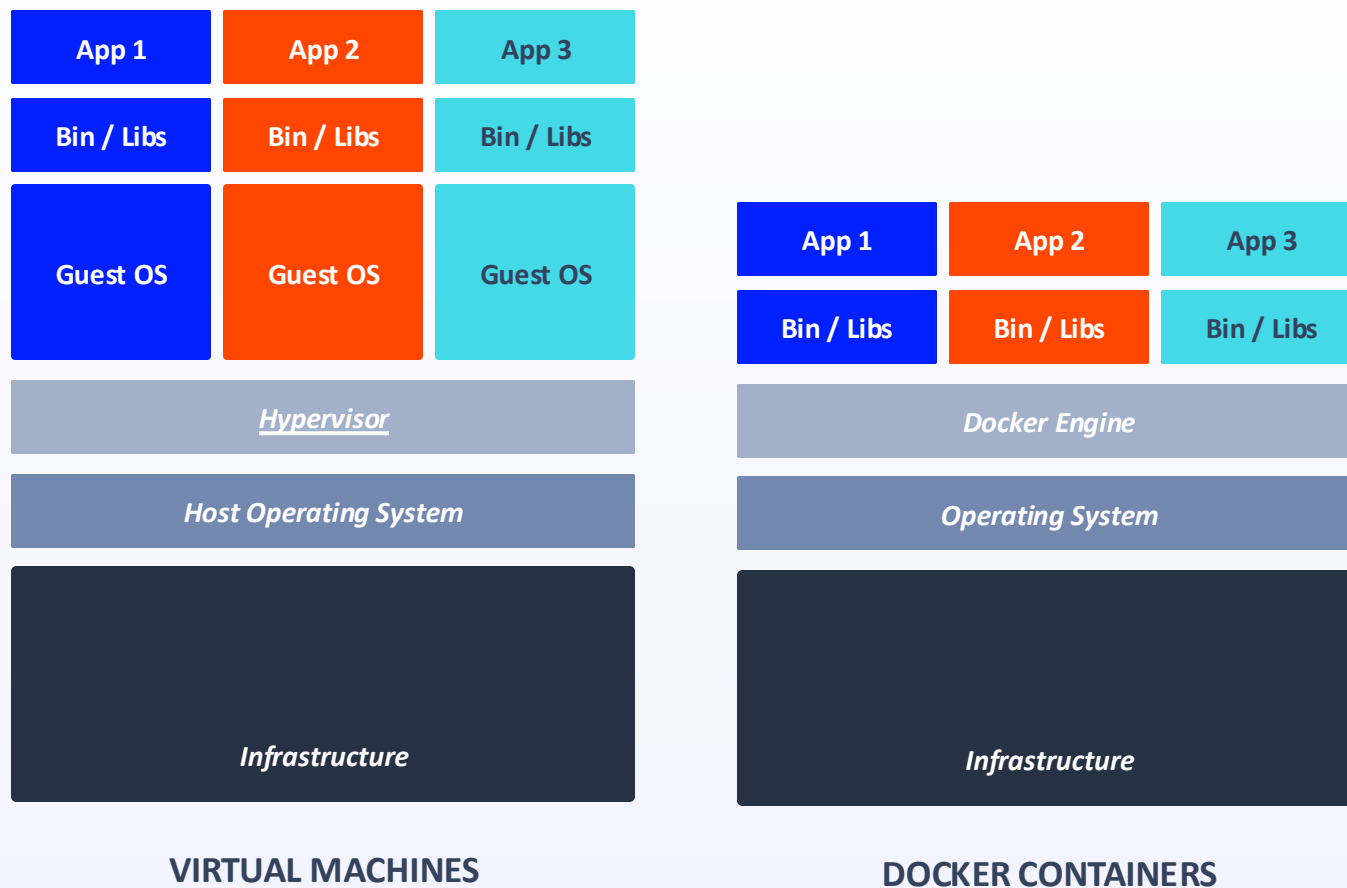 App 1
App 2
App 3
Bin / Libs
Bin / Libs
Bin / Libs
Guest OS
Guest OS
Guest OS
Hypervisor
Host Operating System
Infrastructure
VIRTUAL MACHINES
App 1
App 2
App 3
Bin / Libs
Bin / Libs
Bin / Libs
Docker Engine
Operating System
Infrastructure
DOCKER CONTAINERS